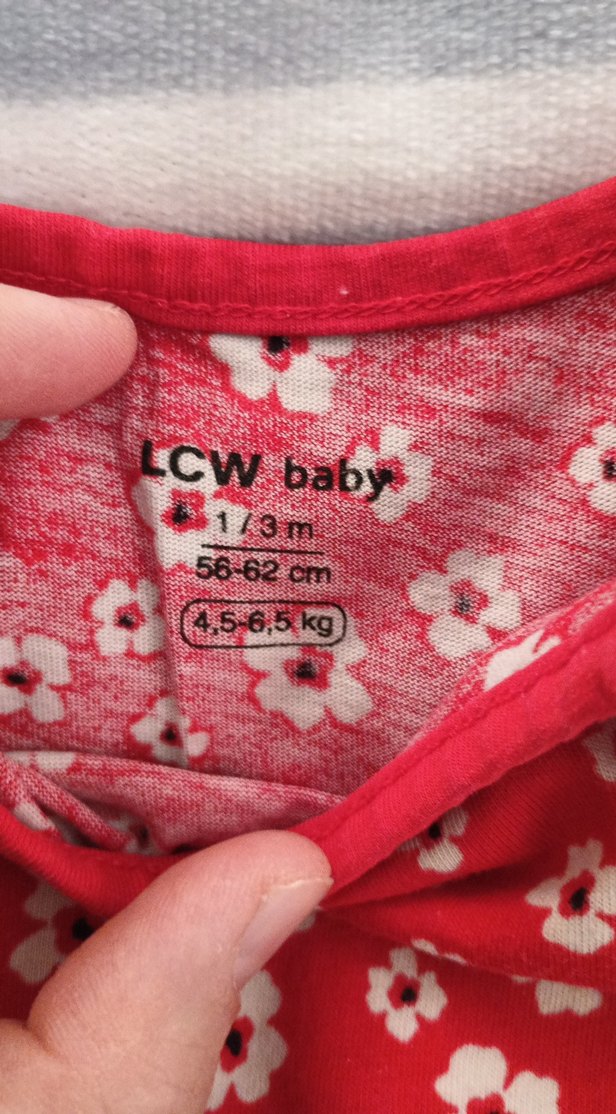 LCW baby
1 / 3 m
56-62 cm
4,5-6,5 kg